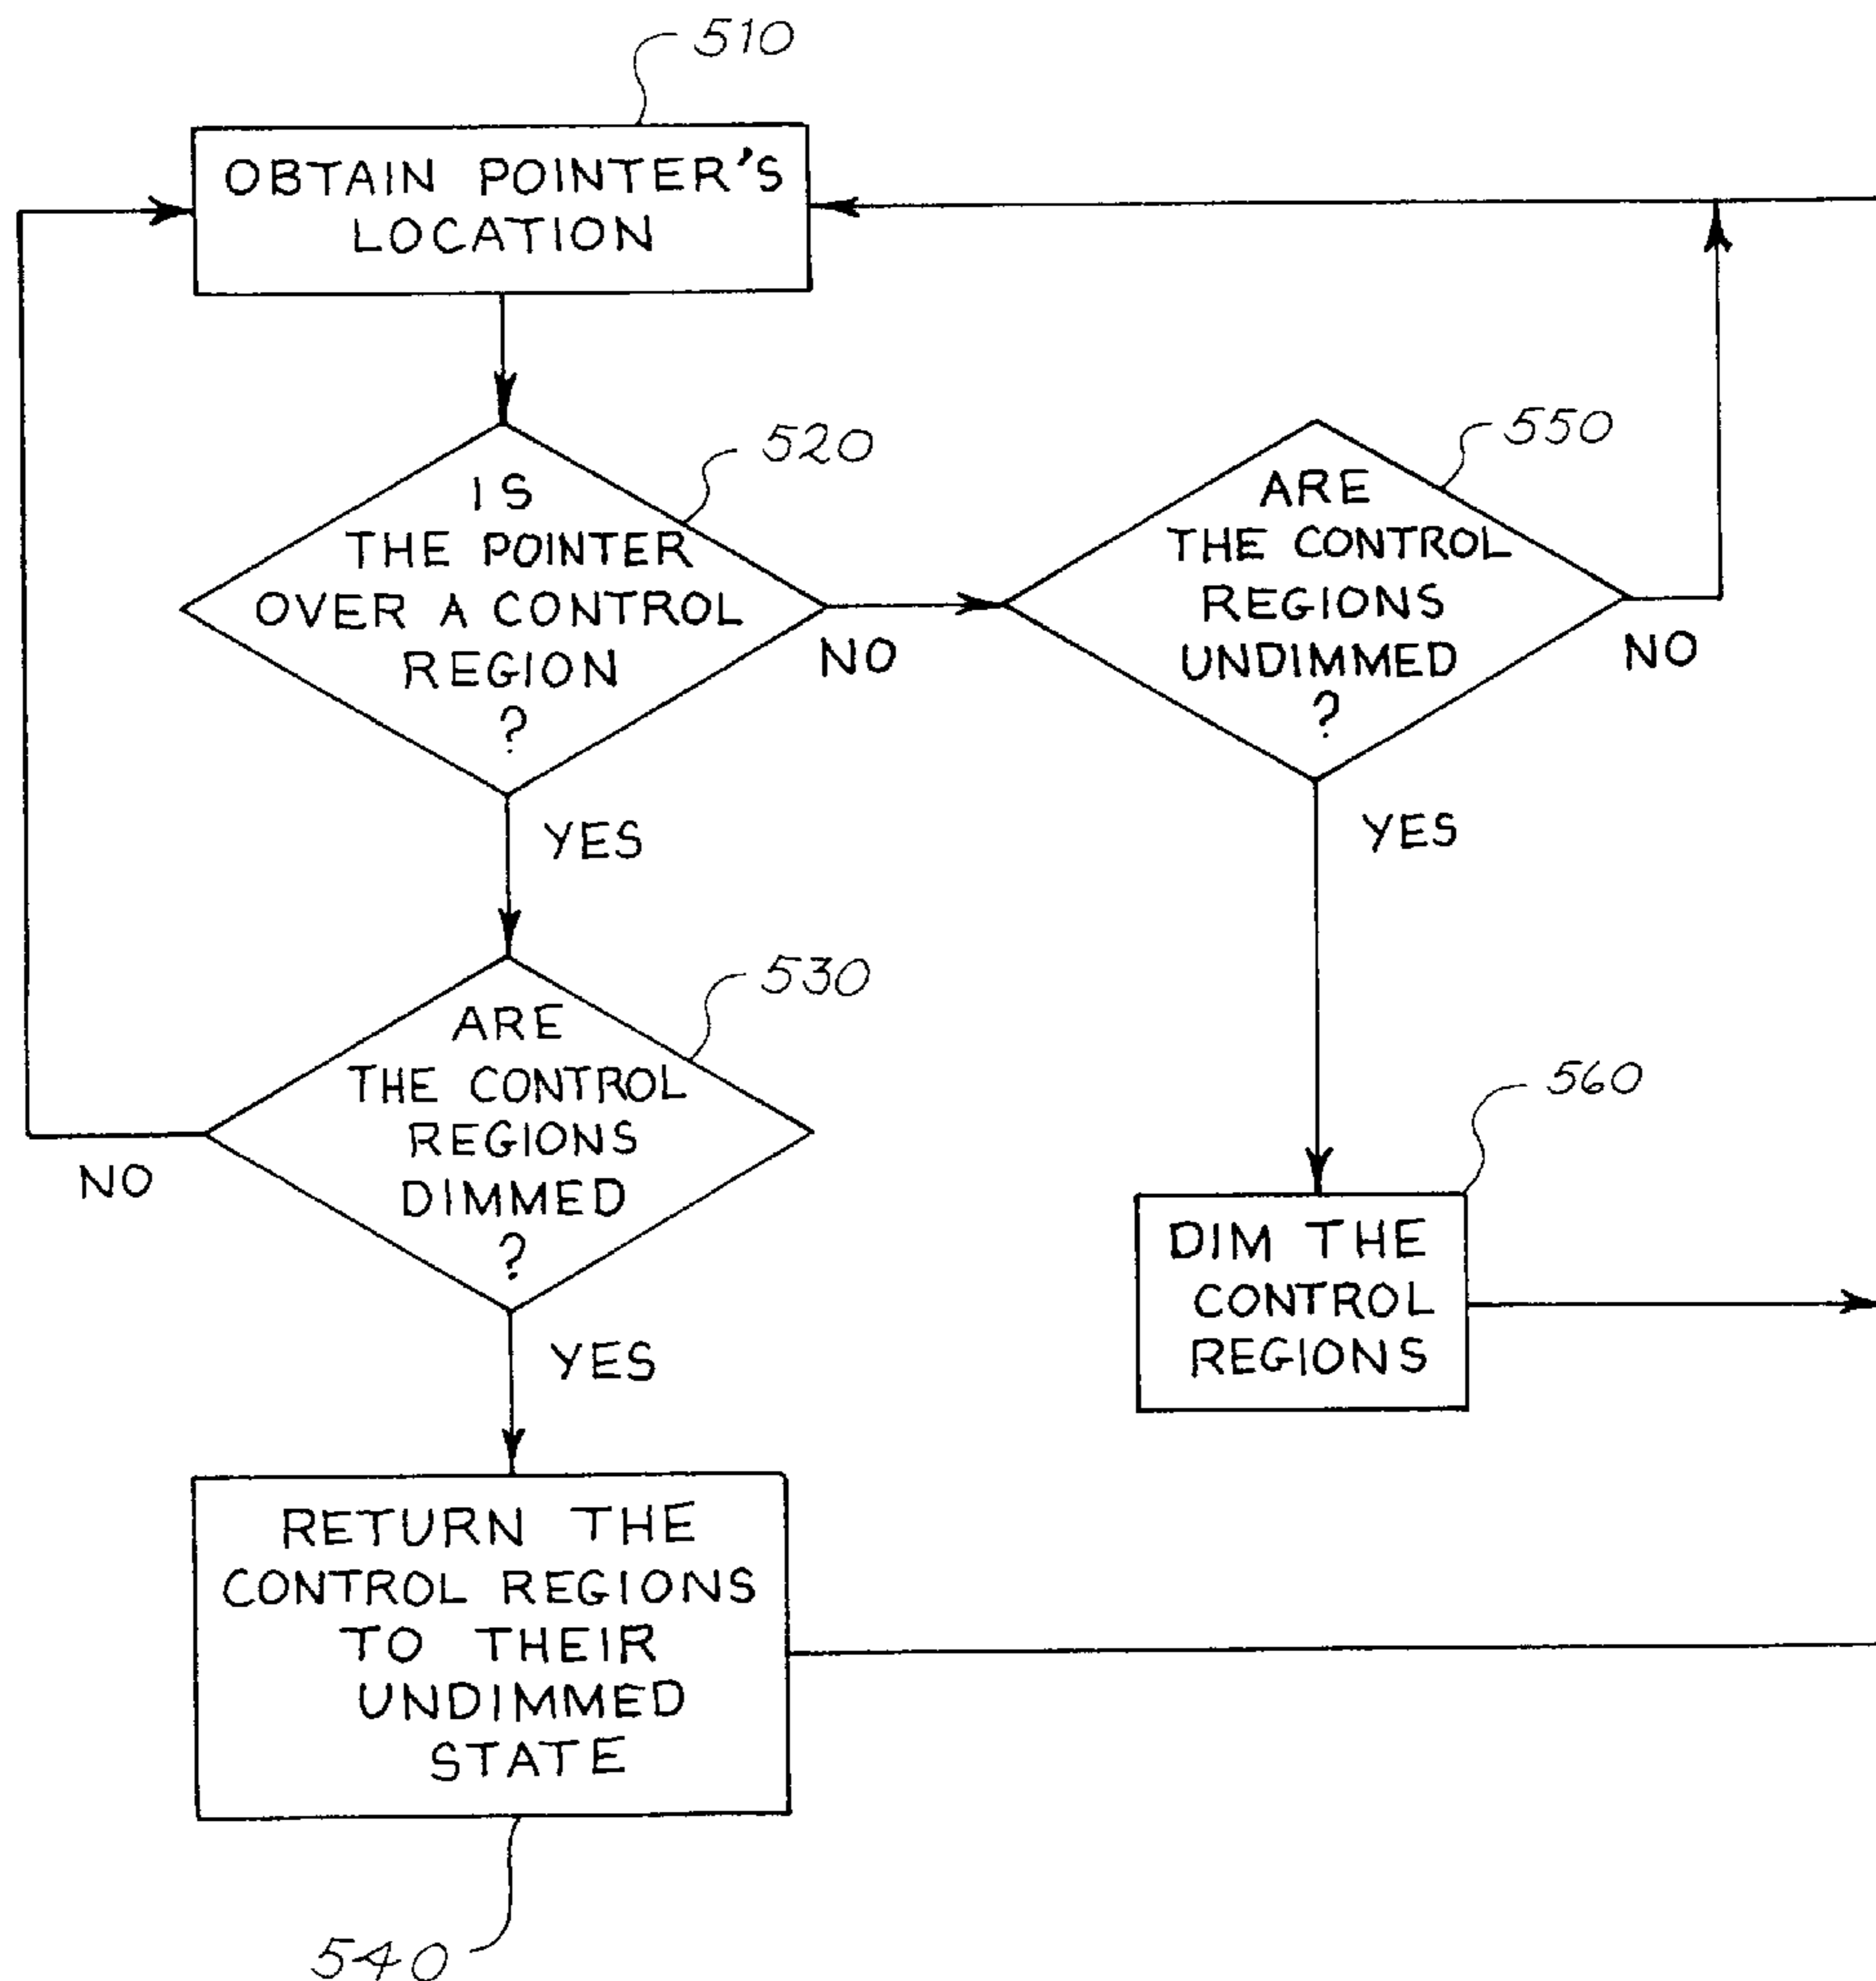 510
OBTAIN POINTER'S
LOCATION
520
IS
THE POINTER
OVER A CONTROL
REGION
?
NO
YES
550
ARE
THE CONTROL
REGIONS
UNDIMMED
?
NO
YES
530
ARE
THE CONTROL
REGIONS
DIMMED
?
NO
YES
560
DIM THE
CONTROL
REGIONS
RETURN THE
CONTROL REGIONS
TO THEIR
UNDIMMED
STATE
540